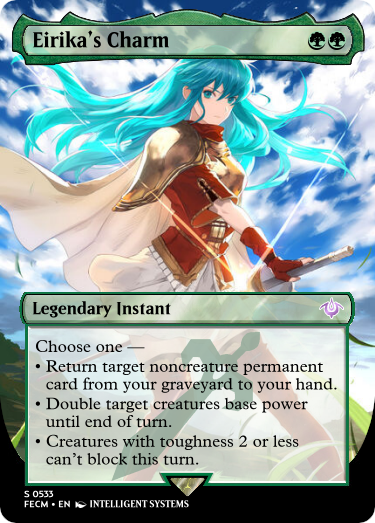 Eirika's Charm
Legendary Instant
Choose one —
• Return target noncreature permanent
card from your graveyard to your hand.
• Double target creatures base power
until end of turn.
• Creatures with toughness 2 or less
can't block this turn.
S 0533
FECM • EN INTELLIGENT SYSTEMS